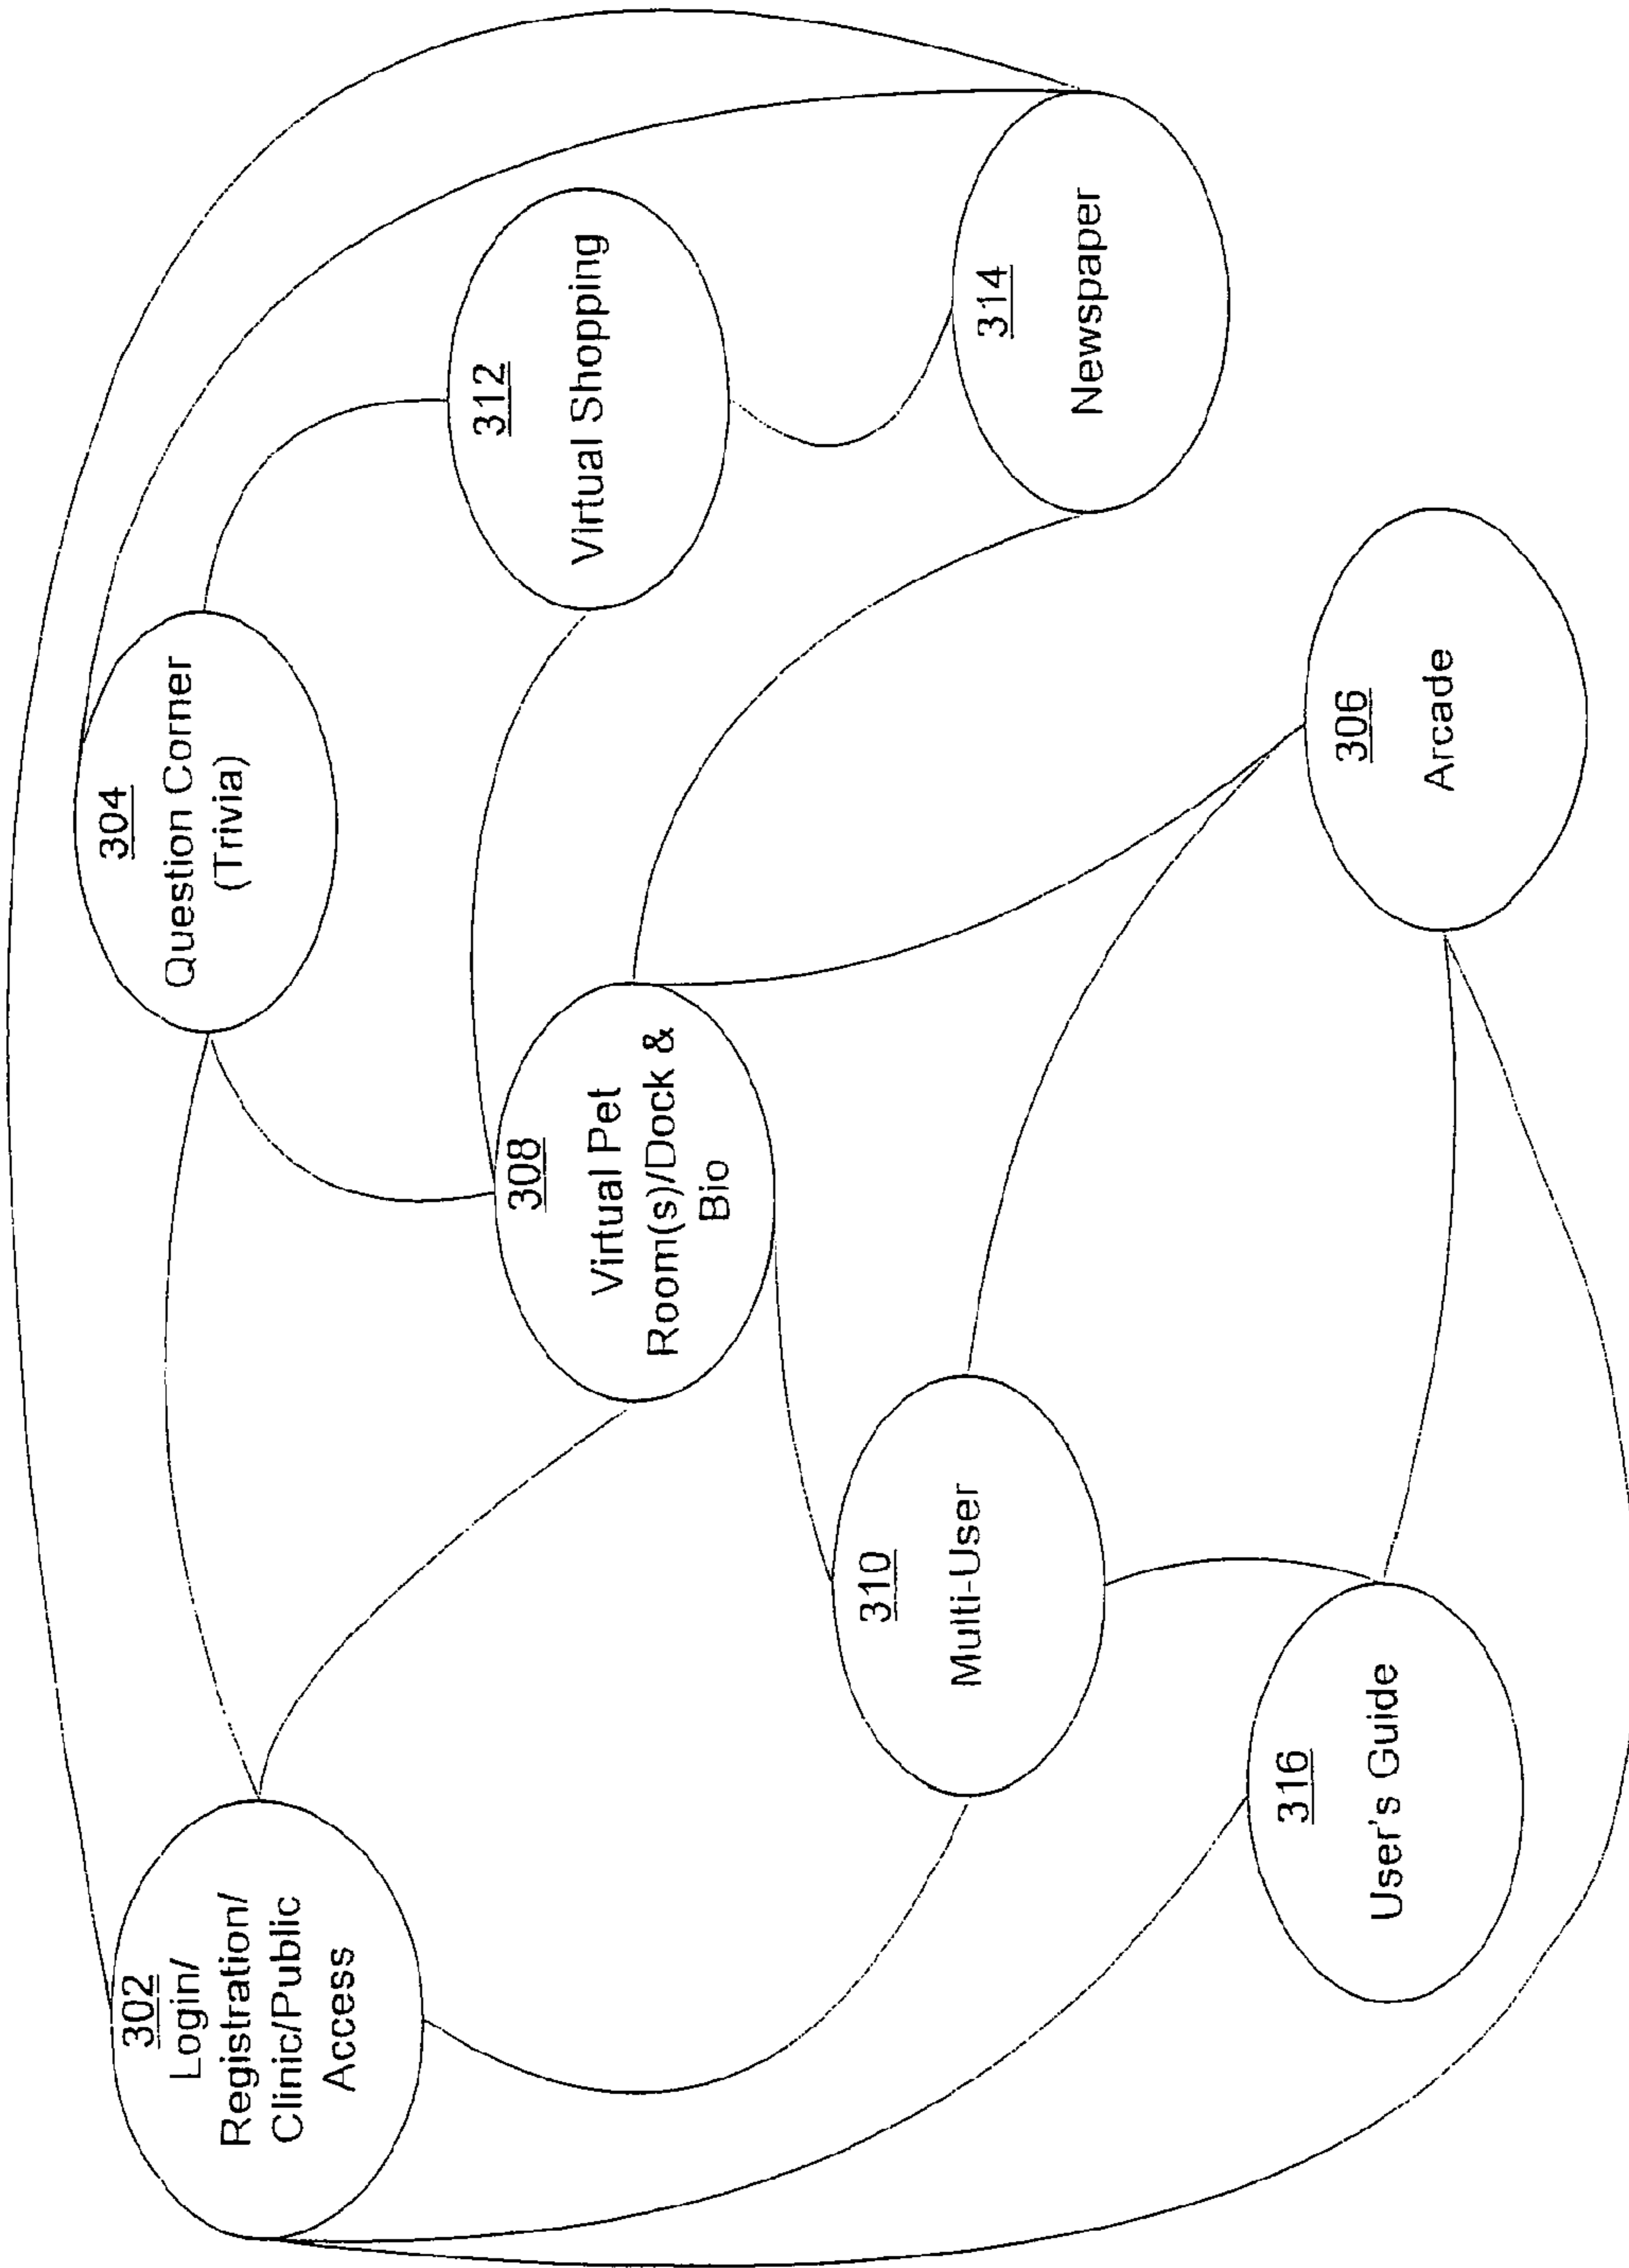 302
Login/
Registration/
Clinic/Public
Access
304
Question Corner
(Trivia)
308
Virtual Pet
Room(s)/Dock &
Bio
312
Virtual Shopping
310
Multi-User
314
Newspaper
316
User's Guide
306
Arcade